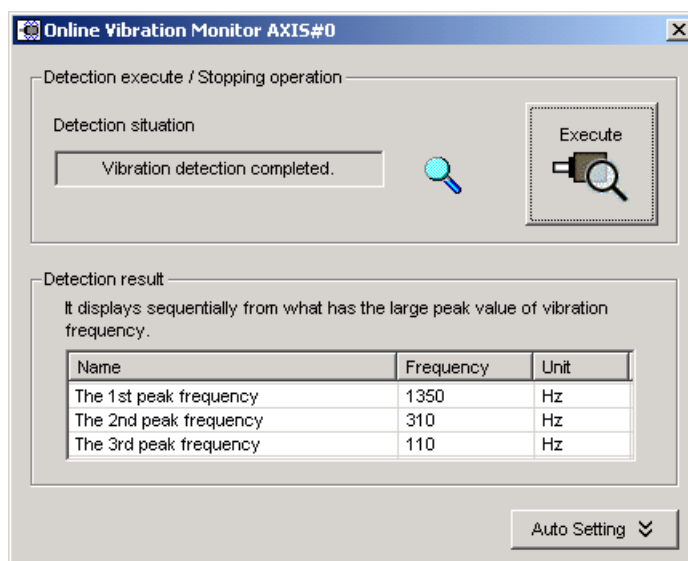 Online Vibration Monitor AXIS#0
Detection execute / Stopping operation
Detection situation
Vibration detection completed.
Execute
Detection result
It displays sequentially from what has the large peak value of vibration
frequency.
Name Frequency Unit
The 1st peak frequency 1350 Hz
The 2nd peak frequency 310 Hz
The 3rd peak frequency 110 Hz
Auto Setting